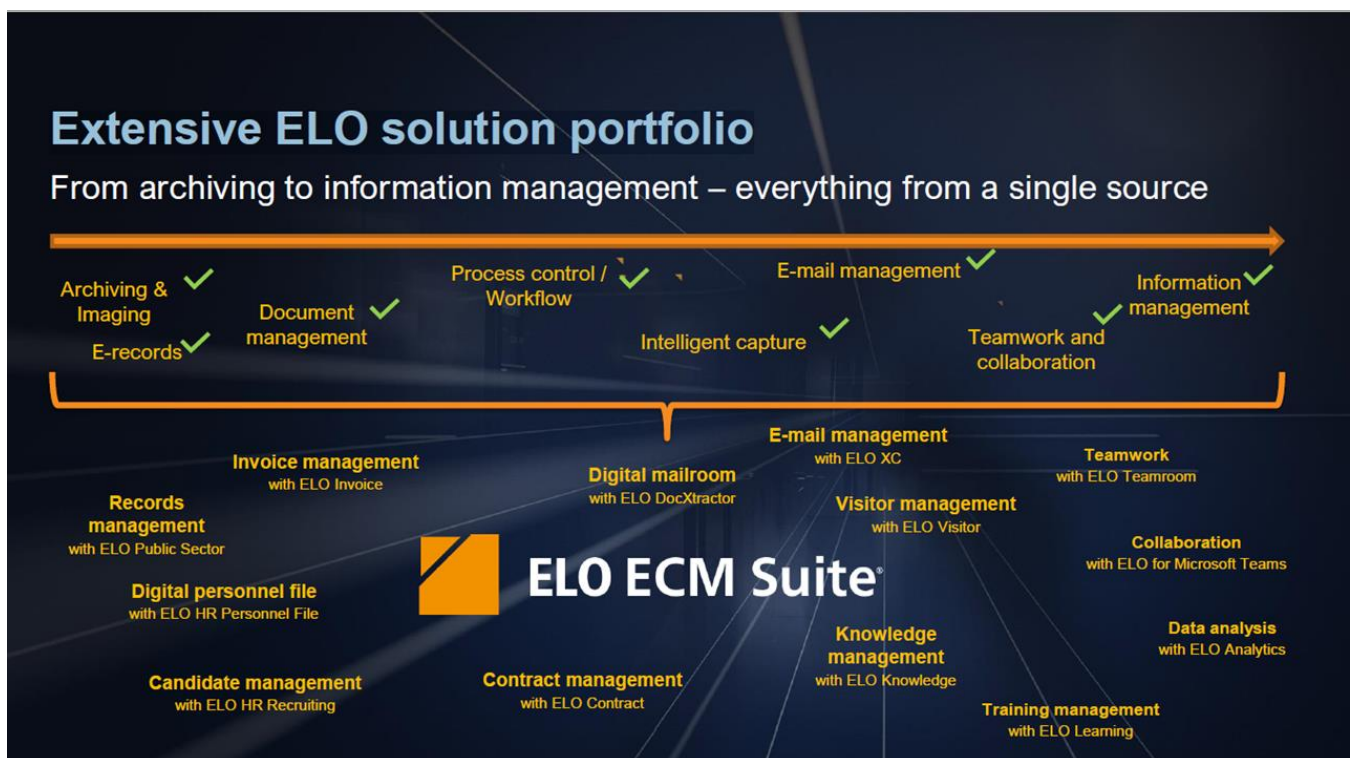 Extensive ELO solution portfolio
From archiving to information management – everything from a single source
Archiving &
Imaging
E-records
Document
management
Process control /
Workflow
Intelligent capture
E-mail management
Teamwork and
collaboration
Information
management
Invoice management
with ELO Invoice
Records
management
with ELO Public Sector
Digital personnel file
with ELO HR Personnel File
Candidate management
with ELO HR Recruiting
Digital mailroom
with ELO DocXtractor
E-mail management
with ELO XC
Visitor management
with ELO Visitor
Teamwork
with ELO Teamroom
Collaboration
with ELO for Microsoft Teams
ELO ECM Suite®
Contract management
with ELO Contract
Knowledge
management
with ELO Knowledge
Data analysis
with ELO Analytics
Training management
with ELO Learning